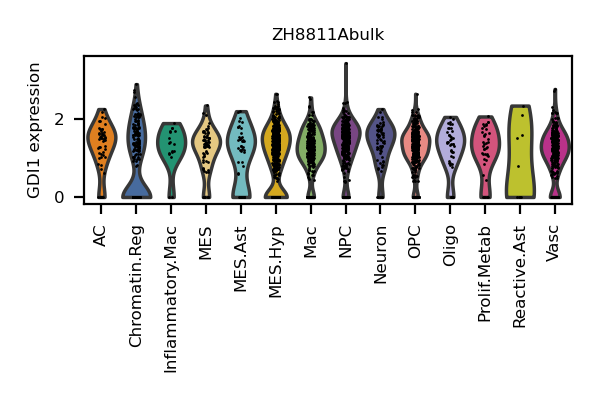 ZH8811Abulk
GDI1 expression
2
0
AC
Chromatin.Reg
Inflammatory.Mac
MES
MES.Ast
MES.Hyp
Mac
NPC
Neuron
OPC
Oligo
Prolif.Metab
Reactive.Ast
Vasc